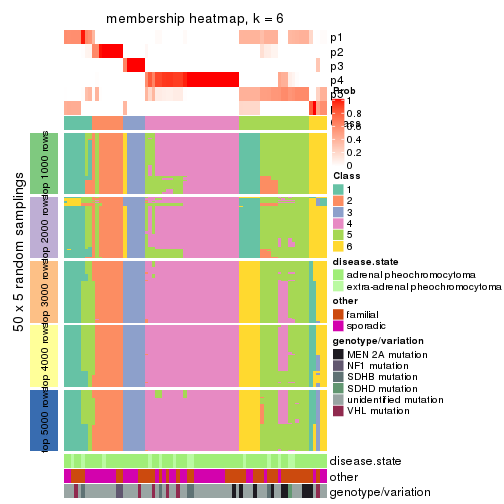 membership heatmap, k = 6
p1
p2
p3
p4
Prob
1
0.8
0.6
0.4
0.2
0
Class
1
2
3
4
5
6
disease.state
adrenal pheochromocytoma
extra-adrenal pheochromocytoma
other
familial
sporadic
genotype/variation
MEN 2A mutation
NF1 mutation
SDHB mutation
SDHD mutation
unidentified mutation
VHL mutation
50 x 5 random samplings
top 1000 rows
top 2000 rows
top 3000 rows
top 4000 rows
top 5000 rows
disease.state
other
genotype/variation